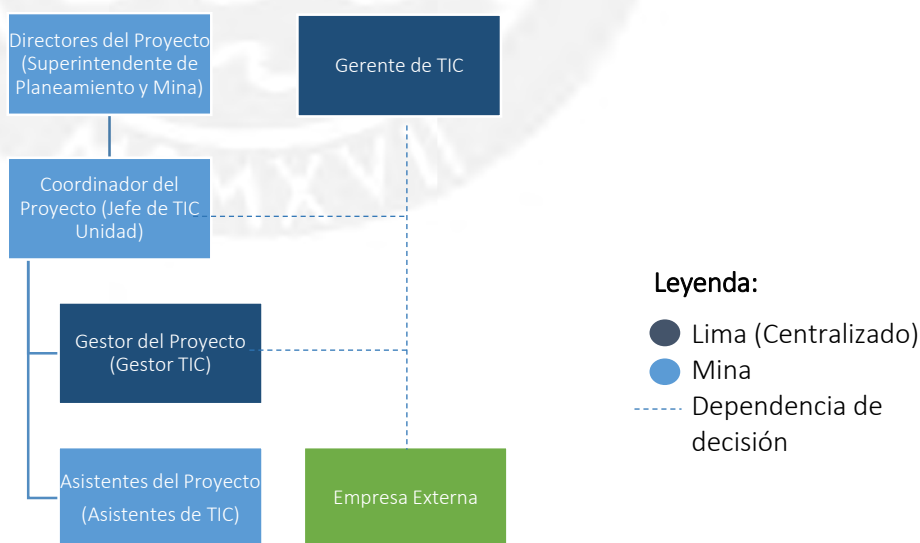 Directores del Proyecto
(Superintendente de
Planeamiento y Mina)
Gerente de TIC
Coordinador del
Proyecto (Jefe de TIC
Unidad)
Gestor del Proyecto
(Gestor TIC)
Asistentes del Proyecto
(Asistentes de TIC)
Empresa Externa
Leyenda:
Lima (Centralizado)
Mina
Dependencia de
decisión